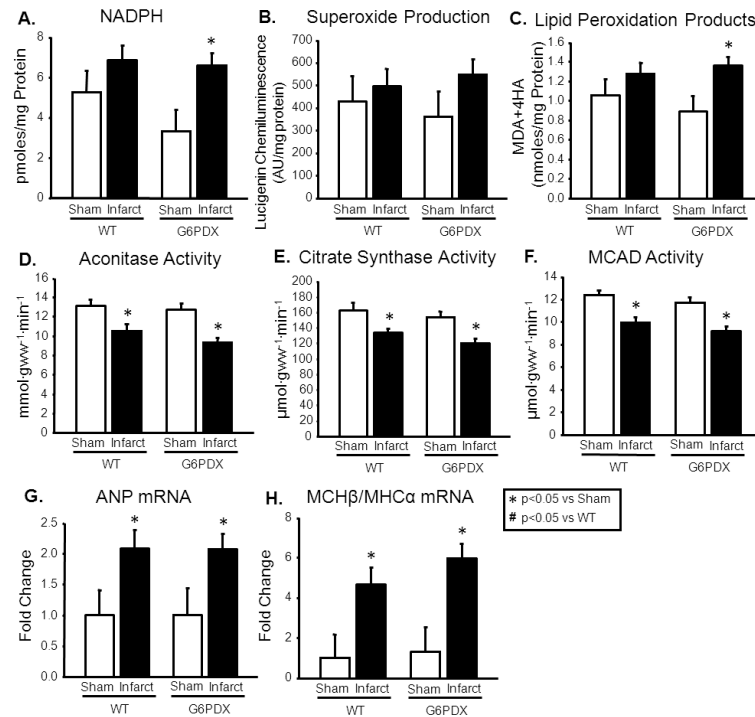 A. NADPH
pmoles/mg Protein
8
6
4
2
0
*
Sham Infarct Sham Infarct
WT G6PDX
B. Superoxide Production
Lucigenin Chemiluminescence
(AU/mg protein)
700
600
500
400
300
200
100
0
Sham Infarct Sham Infarct
WT G6PDX
C. Lipid Peroxidation Products
MDA+4HA
(nmoles/mg Protein)
1.6
1.4
1.2
1.0
0.8
0.6
0.4
0.2
0.0
*
Sham Infarct Sham Infarct
WT G6PDX
D. Aconitase Activity
mmol·gww⁻¹·min⁻¹
16
14
12
10
8
6
4
2
0
* *
Sham Infarct Sham Infarct
WT G6PDX
E. Citrate Synthase Activity
µmol·gww⁻¹·min⁻¹
200
180
160
140
120
100
80
60
40
20
0
* *
Sham Infarct Sham Infarct
WT G6PDX
F. MCAD Activity
µmol·gww⁻¹·min⁻¹
14
12
10
8
6
4
2
0
* *
Sham Infarct Sham Infarct
WT G6PDX
G. ANP mRNA
Fold Change
2.5
2.0
1.5
1.0
0.5
0.0
* *
Sham Infarct Sham Infarct
WT G6PDX
H. MCHβ/MHCα mRNA
Fold Change
8
6
4
2
0
* *
Sham Infarct Sham Infarct
WT G6PDX
* p<0.05 vs Sham
# p<0.05 vs WT